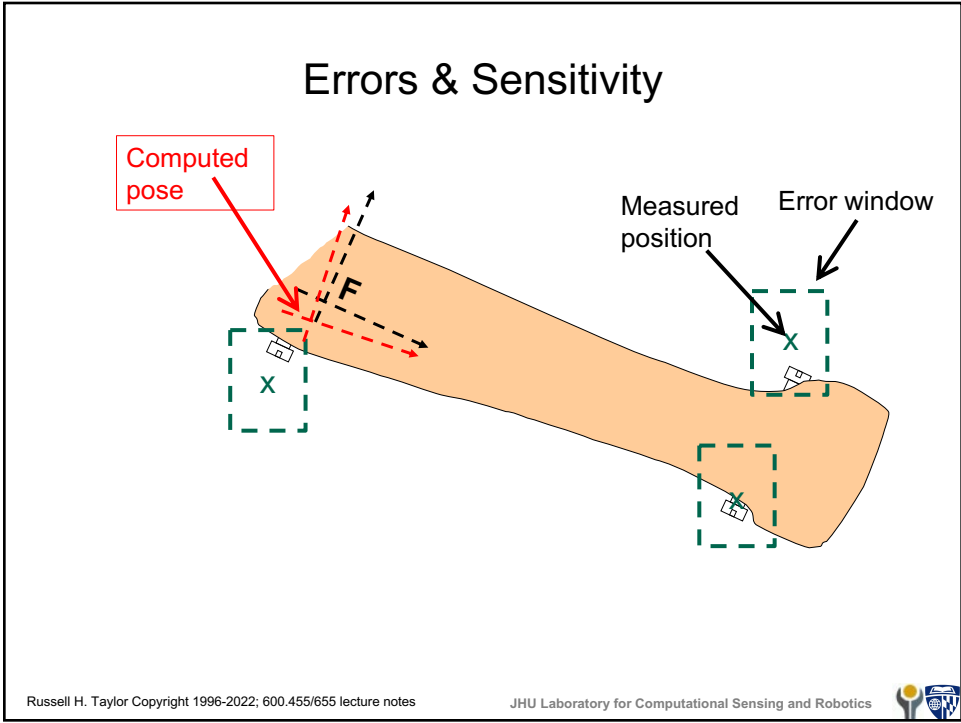 Errors & Sensitivity
Computed
pose
Measured
position
Error window
F
x
x
x
Russell H. Taylor Copyright 1996-2022; 600.455/655 lecture notes
JHU Laboratory for Computational Sensing and Robotics